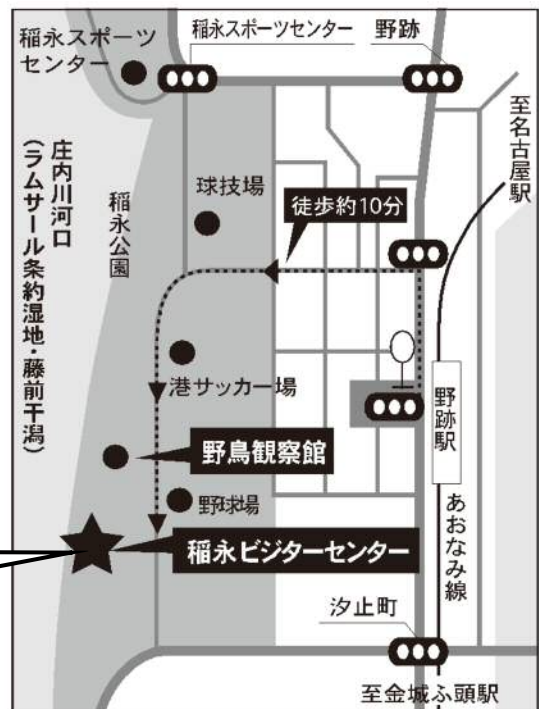 稲永スポーツ
センター
稲永スポーツセンター
野跡
至名古屋駅
庄内川河口
（ラムサール条約湿地・藤前干潟）
稲永公園
球技場
徒歩約10分
港サッカー場
野跡駅
野鳥観察館
野球場
あおなみ線
稲永ビジターセンター
汐止町
至金城ふ頭駅